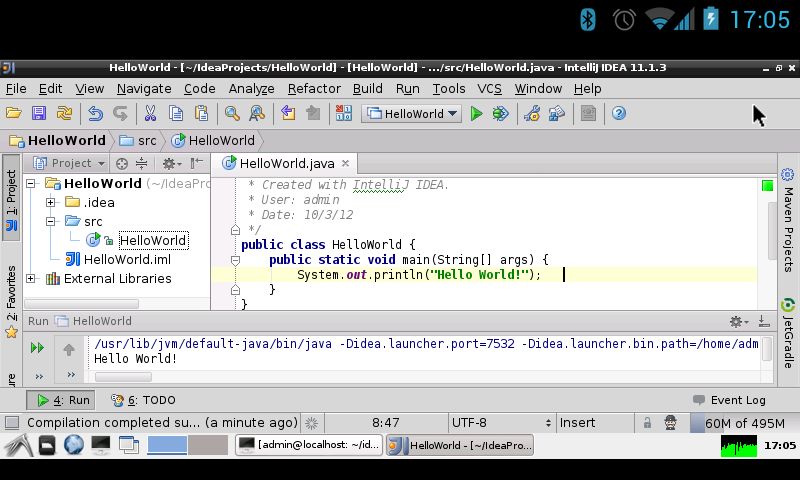 17:05
HelloWorld - [~/IdeaProjects/HelloWorld] - [HelloWorld] - .../src/HelloWorld.java - IntelliJ IDEA 11.1.3
File Edit View Navigate Code Analyze Refactor Build Run Tools VCS Window Help
HelloWorld
HelloWorld src HelloWorld
1: Project
2: Favorites
Project
HelloWorld (~/IdeaPro
.idea
src
HelloWorld
HelloWorld.iml
External Libraries
HelloWorld.java
* Created with IntelliJ IDEA.
* User: admin
* Date: 10/3/12
*/
public class HelloWorld {
public static void main(String[] args) {
System.out.println("Hello World!");
}
}
Maven Projects
JetGradle
Run HelloWorld
/usr/lib/jvm/default-java/bin/java -Didea.launcher.port=7532 -Didea.launcher.bin.path=/home/adm
Hello World!
4: Run 6: TODO Event Log
Compilation completed su... (a minute ago) 8:47 UTF-8 Insert 60M of 495M
[admin@localhost: ~/id... HelloWorld - [~/IdeaPro... 17:05